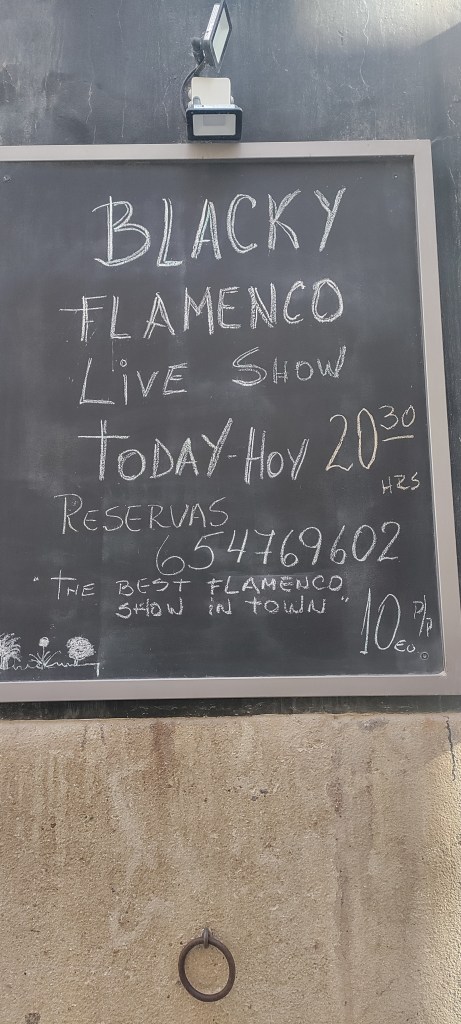 BLACKY
FLAMENCO
LIVE SHOW
TODAY-HOY 20 30
HRS
RESERVAS
654769602
"THE BEST FLAMENCO
SHOW IN TOWN"
10 EU P/P